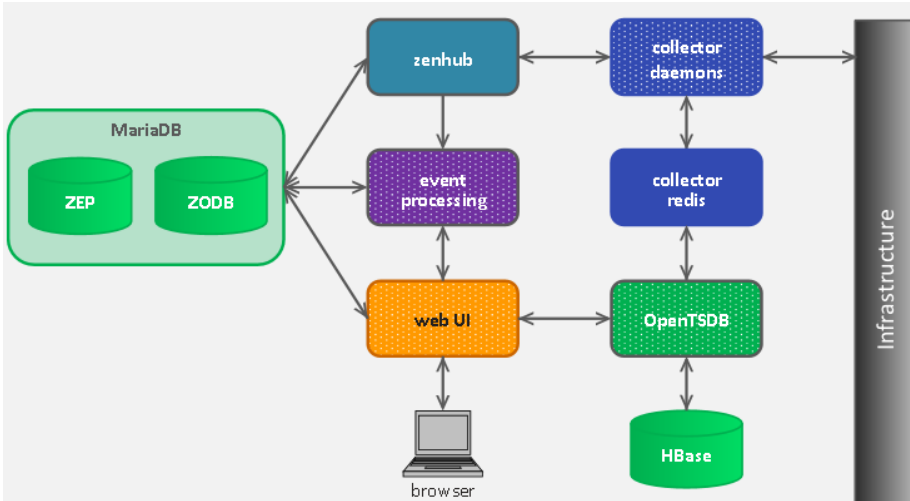 zenhub
collector
daemons
MariaDB
ZEP
ZODB
event
processing
collector
redis
web UI
OpenTSDB
HBase
browser
Infrastructure